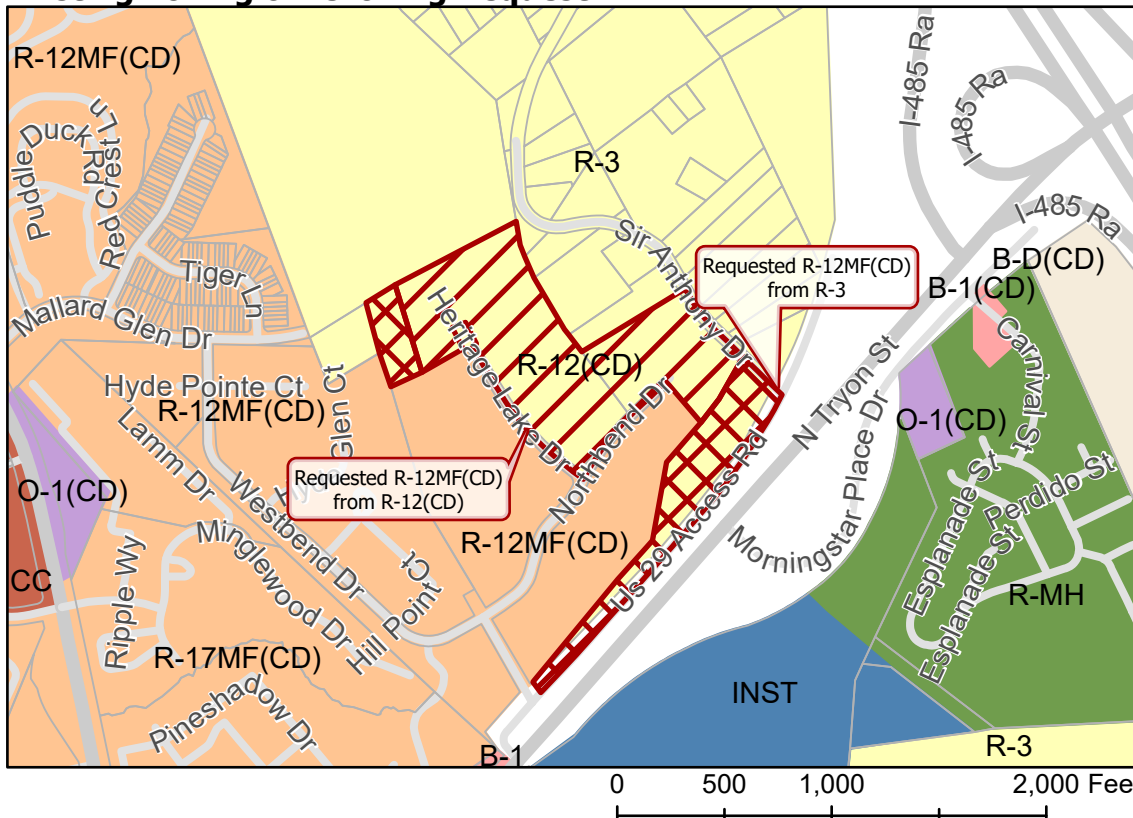 R-12MF(CD)
I-485 Ra
I-485 Ra
Pupple
Duck Rd
Red Crest Ln
R-3
Sir Anthony Dr
I-485 Ra
Requested R-12MF(CD)
from R-3
B-D(CD)
B-1(CD)
Tiger Ln
Mallard Glen Dr
Heritage Lake Dr
R-12(CD)
N Tryon St
Carnival St
Hyde Pointe Ct
R-12MF(CD)
Hyde Glen Ct
Northbend Dr
Morningstar Place Dr
O-1(CD)
Lamm Dr
Requested R-12MF(CD)
from R-12(CD)
Westbend Dr
O-1(CD)
Perdido St
Esplanade St
Esplanade St
Minglewood Dr
R-12MF(CD)
Us 29 Access Rd
CC
Ripple Wy
Hill Point Ct
R-MH
R-17MF(CD)
INST
Pineshadow Dr
R-3
B-1
0 500 1,000 2,000 Fee